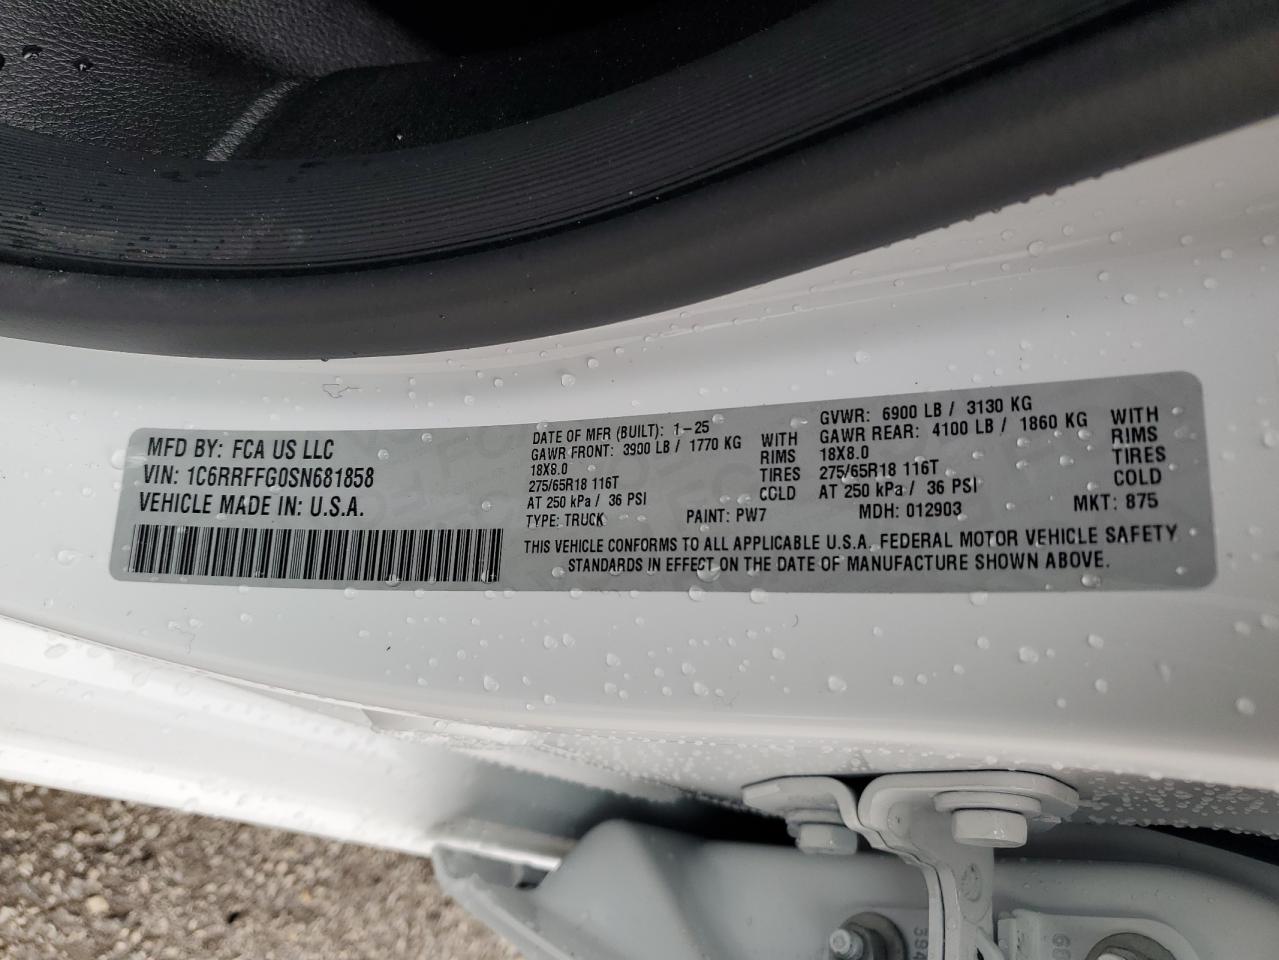 MFD BY: FCA US LLC
VIN: 1C6RRFFG0SN681858
VEHICLE MADE IN: U.S.A.
DATE OF MFR (BUILT): 1-25
GAWR FRONT: 3900 LB / 1770 KG WITH
18X8.0 RIMS
275/65R18 116T TIRES
AT 250 kPa / 36 PSI COLD
TYPE: TRUCK PAINT: PW7
GVWR: 6900 LB / 3130 KG
GAWR REAR: 4100 LB / 1860 KG WITH
18X8.0 RIMS
275/65R18 116T TIRES
AT 250 kPa / 36 PSI COLD
MDH: 012903 MKT: 875
THIS VEHICLE CONFORMS TO ALL APPLICABLE U.S.A. FEDERAL MOTOR VEHICLE SAFETY
STANDARDS IN EFFECT ON THE DATE OF MANUFACTURE SHOWN ABOVE.